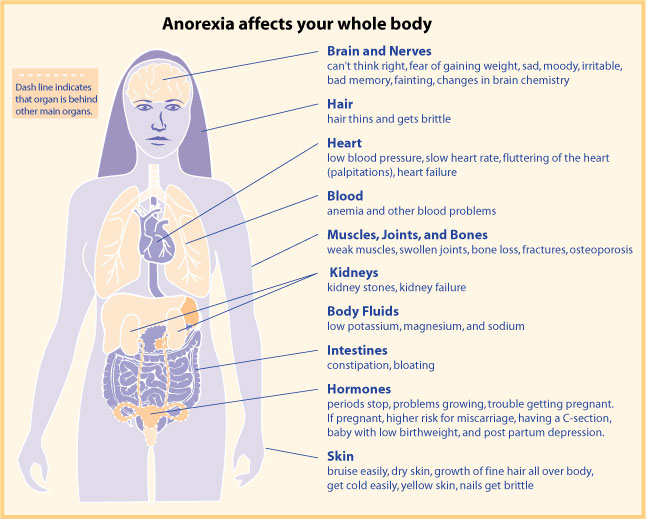 Anorexia affects your whole body
Dash line indicates
that organ is behind
other main organs.
Brain and Nerves
can't think right, fear of gaining weight, sad, moody, irritable,
bad memory, fainting, changes in brain chemistry
Hair
hair thins and gets brittle
Heart
low blood pressure, slow heart rate, fluttering of the heart
(palpitations), heart failure
Blood
anemia and other blood problems
Muscles, Joints, and Bones
weak muscles, swollen joints, bone loss, fractures, osteoporosis
Kidneys
kidney stones, kidney failure
Body Fluids
low potassium, magnesium, and sodium
Intestines
constipation, bloating
Hormones
periods stop, problems growing, trouble getting pregnant.
If pregnant, higher risk for miscarriage, having a C-section,
baby with low birthweight, and post partum depression.
Skin
bruise easily, dry skin, growth of fine hair all over body,
get cold easily, yellow skin, nails get brittle